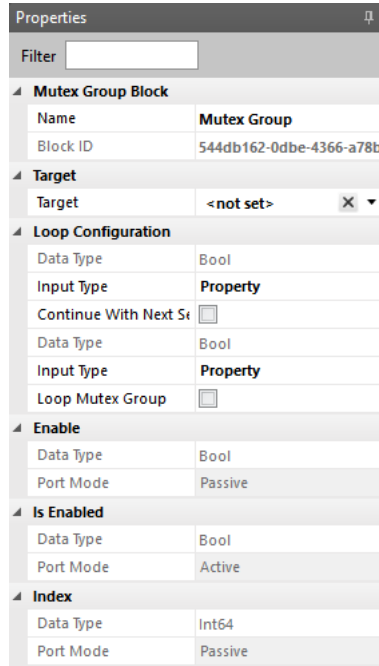 Properties
Filter
Mutex Group Block
Name Mutex Group
Block ID 544db162-0dbe-4366-a78b
Target
Target <not set>
Loop Configuration
Data Type Bool
Input Type Property
Continue With Next Se
Data Type Bool
Input Type Property
Loop Mutex Group
Enable
Data Type Bool
Port Mode Passive
Is Enabled
Data Type Bool
Port Mode Active
Index
Data Type Int64
Port Mode Passive